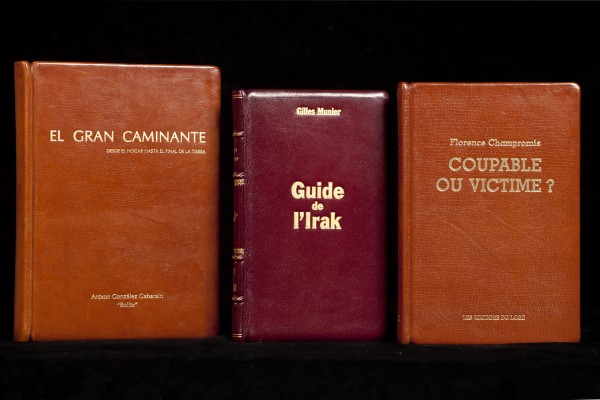 EL GRAN CAMINANTE
DESDE EL HOGAR HASTA EL FINAL DE LA TIERRA
Antxon González Gabarain
"Bolitx"
Gilles Munier
Guide
de
l'Irak
Florence Champromis
COUPABLE
OU VICTIME ?
LES EDITIONS DU LORE